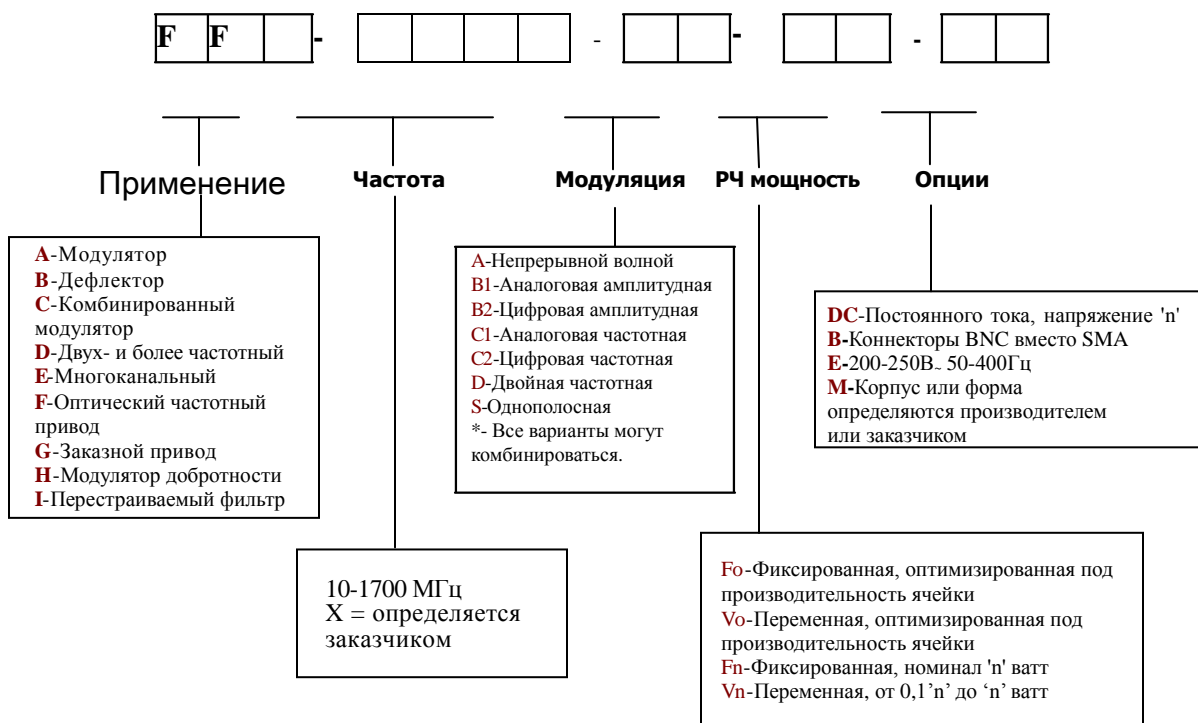 F F - - - -
Применение
Частота
Модуляция
РЧ мощность
Опции
A-Модулятор
B-Дефлектор
C-Комбинированный
модулятор
D-Двух- и более частотный
E-Многоканальный
F-Оптический частотный
привод
G-Заказной привод
H-Модулятор добротности
I-Перестраиваемый фильтр
10-1700 МГц
X = определяется
заказчиком
A-Непрерывной волной
B1-Аналоговая амплитудная
B2-Цифровая амплитудная
C1-Аналоговая частотная
C2-Цифровая частотная
D-Двойная частотная
S-Однополосная
*- Все варианты могут
комбинироваться.
Fo-Фиксированная, оптимизированная под
производительность ячейки
Vo-Переменная, оптимизированная под
производительность ячейки
Fn-Фиксированная, номинал 'n' ватт
Vn-Переменная, от 0,1’n’ до ‘n’ ватт
DC-Постоянного тока, напряжение 'n'
B-Коннекторы BNC вместо SMA
E-200-250В~ 50-400Гц
M-Корпус или форма
определяются производителем
или заказчиком